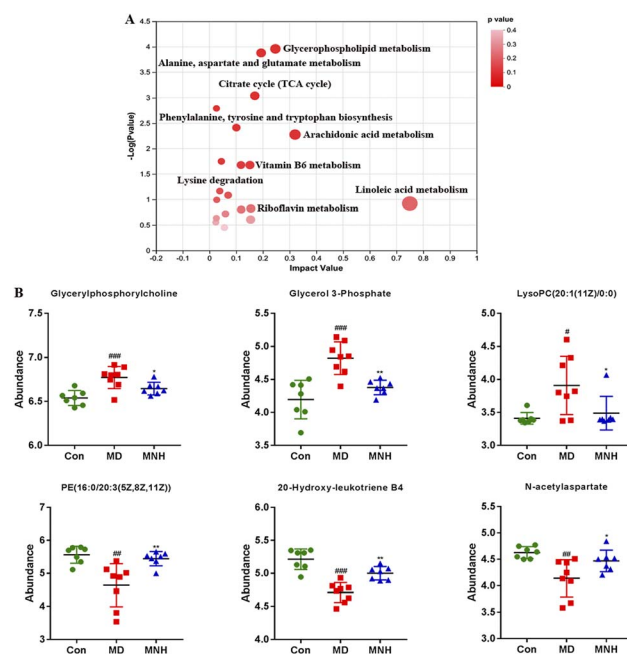 A
p value
0.4
0.3
0.2
0.1
0
4.5
4
3.5
3
2.5
2
1.5
1
0.5
0
-Log(Pvalue)
Glycerophospholipid metabolism
Alanine, aspartate and glutamate metabolism
Citrate cycle (TCA cycle)
Phenylalanine, tyrosine and tryptophan biosynthesis
Arachidonic acid metabolism
Vitamin B6 metabolism
Lysine degradation
Linoleic acid metabolism
Riboflavin metabolism
-0.2 -0.1 0 0.1 0.2 0.3 0.4 0.5 0.6 0.7 0.8 0.9 1
Impact Value
B
Glycerylphosphorylcholine
Abundance
7.5
7.0
6.5
6.0
###
*
Con MD MNH
Glycerol 3-Phosphate
Abundance
5.5
5.0
4.5
4.0
3.5
###
**
Con MD MNH
LysoPC(20:1(11Z)/0:0)
Abundance
5.0
4.5
4.0
3.5
3.0
#
*
Con MD MNH
PE(16:0/20:3(5Z,8Z,11Z))
Abundance
7
6
5
4
3
##
**
Con MD MNH
20-Hydroxy-leukotriene B4
Abundance
6.0
5.5
5.0
4.5
4.0
###
**
Con MD MNH
N-acetylaspartate
Abundance
5.5
5.0
4.5
4.0
3.5
3.0
##
*
Con MD MNH